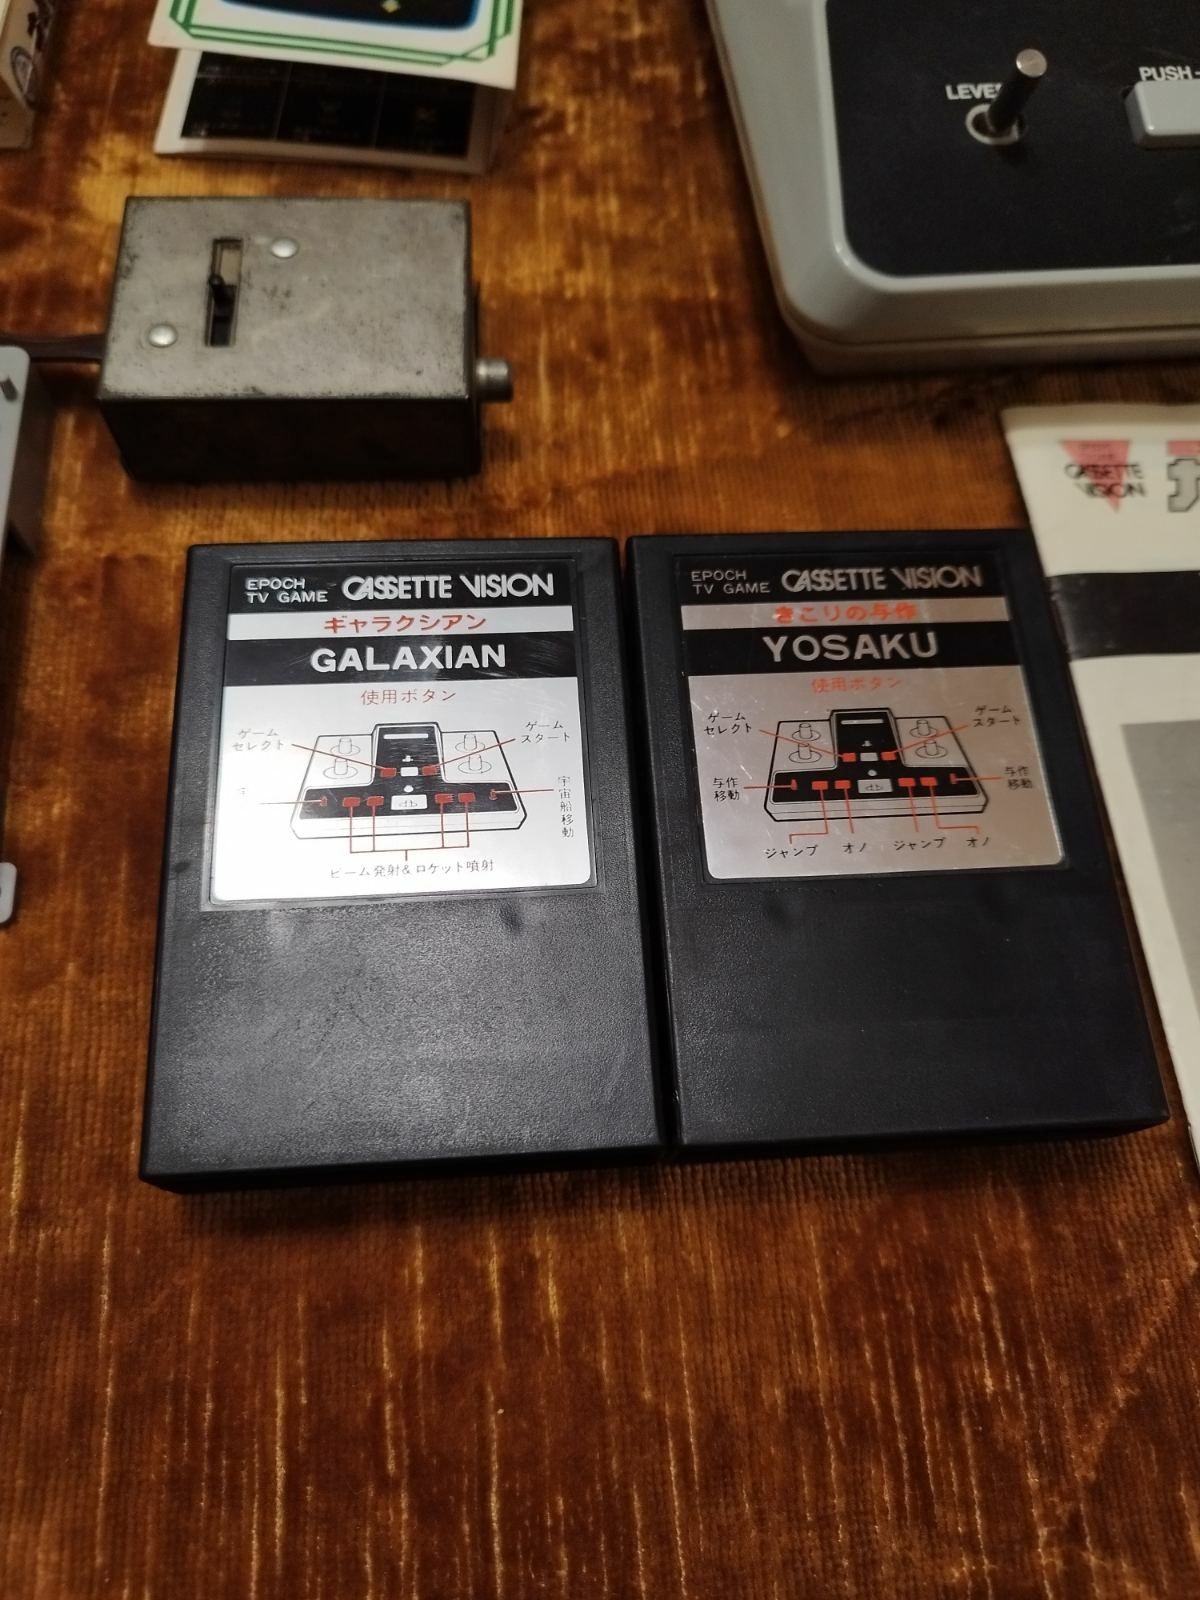 LEVE
PUSH-
CASSETTE
VISION
EPOCH
TV GAME
CASSETTE VISION
ギャラクシアン
GALAXIAN
使用ボタン
ゲーム
セレクト
ゲーム
スタート
宇宙船移動
ビーム発射&ロケット噴射
EPOCH
TV GAME
CASSETTE VISION
きこりの与作
YOSAKU
使用ボタン
ゲーム
セレクト
ゲーム
スタート
与作
移動
与作
移動
ジャンプ
オノ
ジャンプ
オノ